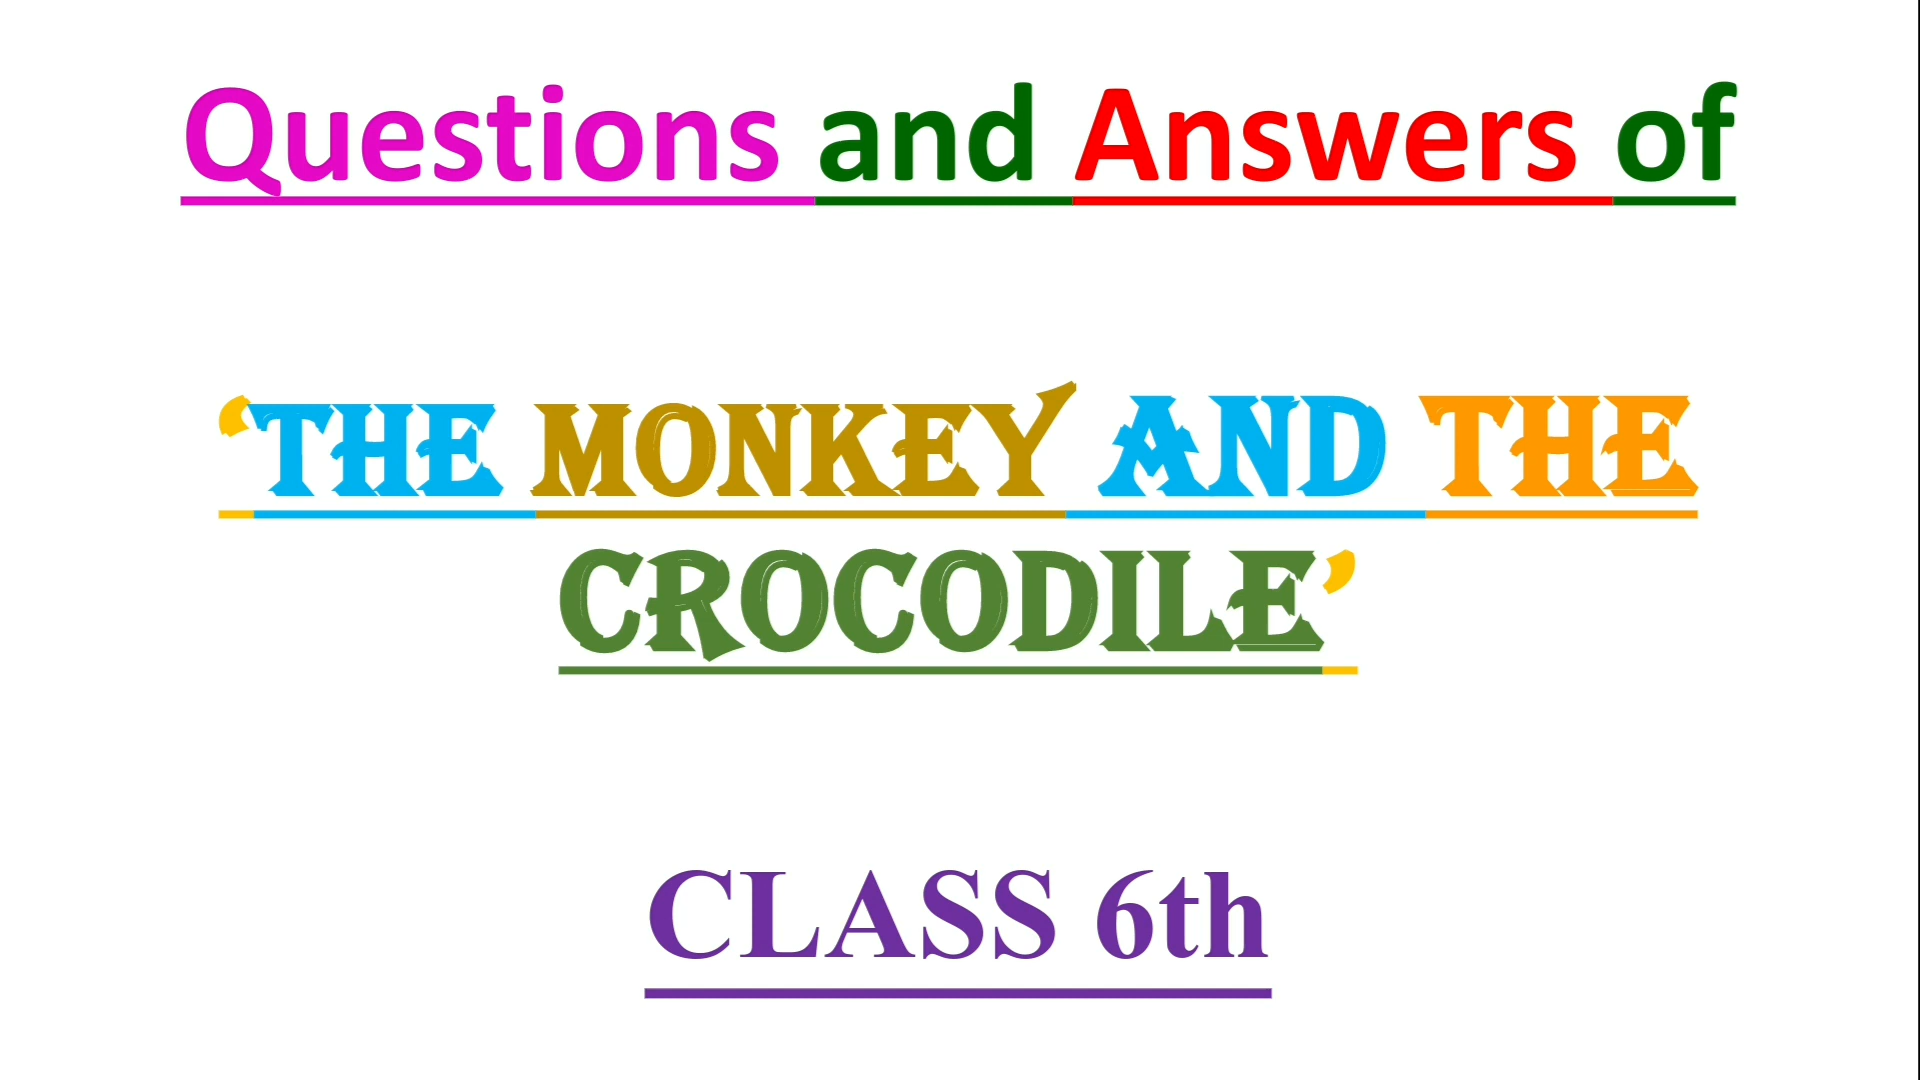 Questions and Answers of
‘THE MONKEY AND THE
CROCODILE’
CLASS 6th